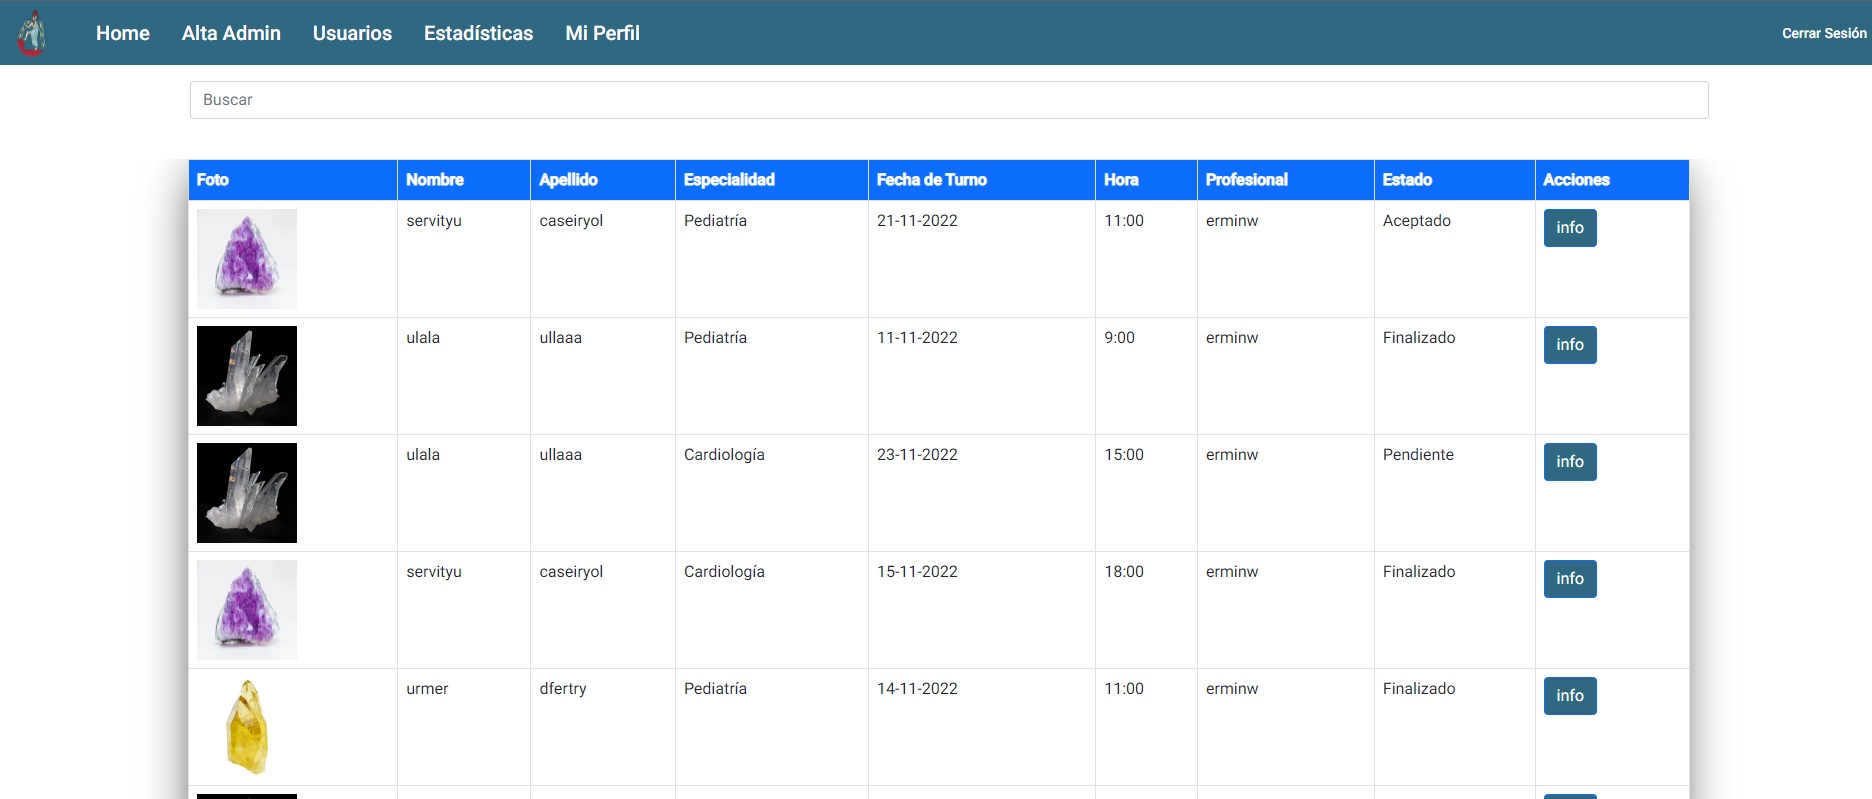 Home Alta Admin Usuarios Estadísticas Mi Perfil Cerrar Sesión
Buscar
Foto Nombre Apellido Especialidad Fecha de Turno Hora Profesional Estado Acciones
servityu caseiryol Pediatría 21-11-2022 11:00 erminw Aceptado info
ulala ullaaa Pediatría 11-11-2022 9:00 erminw Finalizado info
ulala ullaaa Cardiología 23-11-2022 15:00 erminw Pendiente info
servityu caseiryol Cardiología 15-11-2022 18:00 erminw Finalizado info
urmer dfertry Pediatría 14-11-2022 11:00 erminw Finalizado info